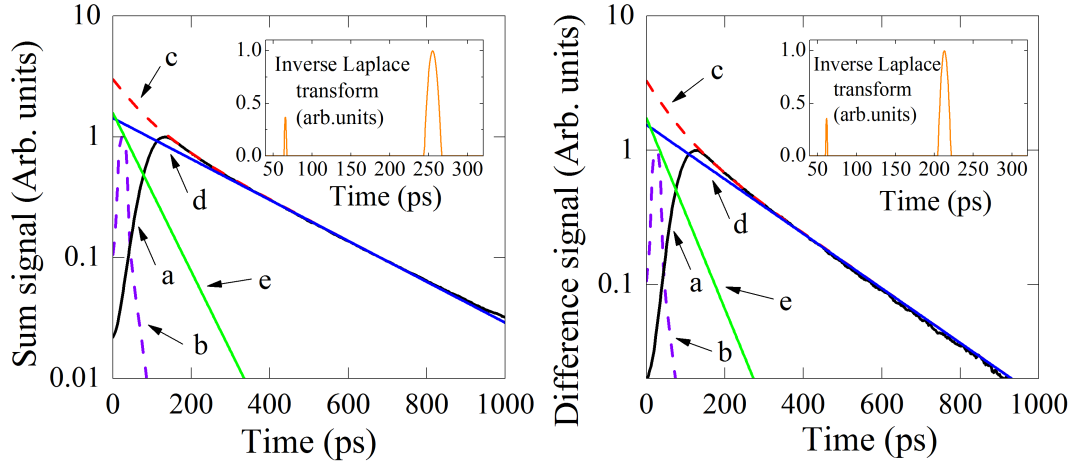 10
1
0.1
0.01
Sum signal (Arb. units)
0 200 400 600 800 1000
Time (ps)
c
d
a
e
b
1.0
0.5
0.0
Inverse Laplace
transform
(arb.units)
50 100 150 200 250 300
Time (ps)
10
1
0.1
Difference signal (Arb. units)
0 200 400 600 800 1000
Time (ps)
c
d
a
e
b
1.0
0.5
0.0
Inverse Laplace
transform
(arb.units)
50 100 150 200 250 300
Time (ps)